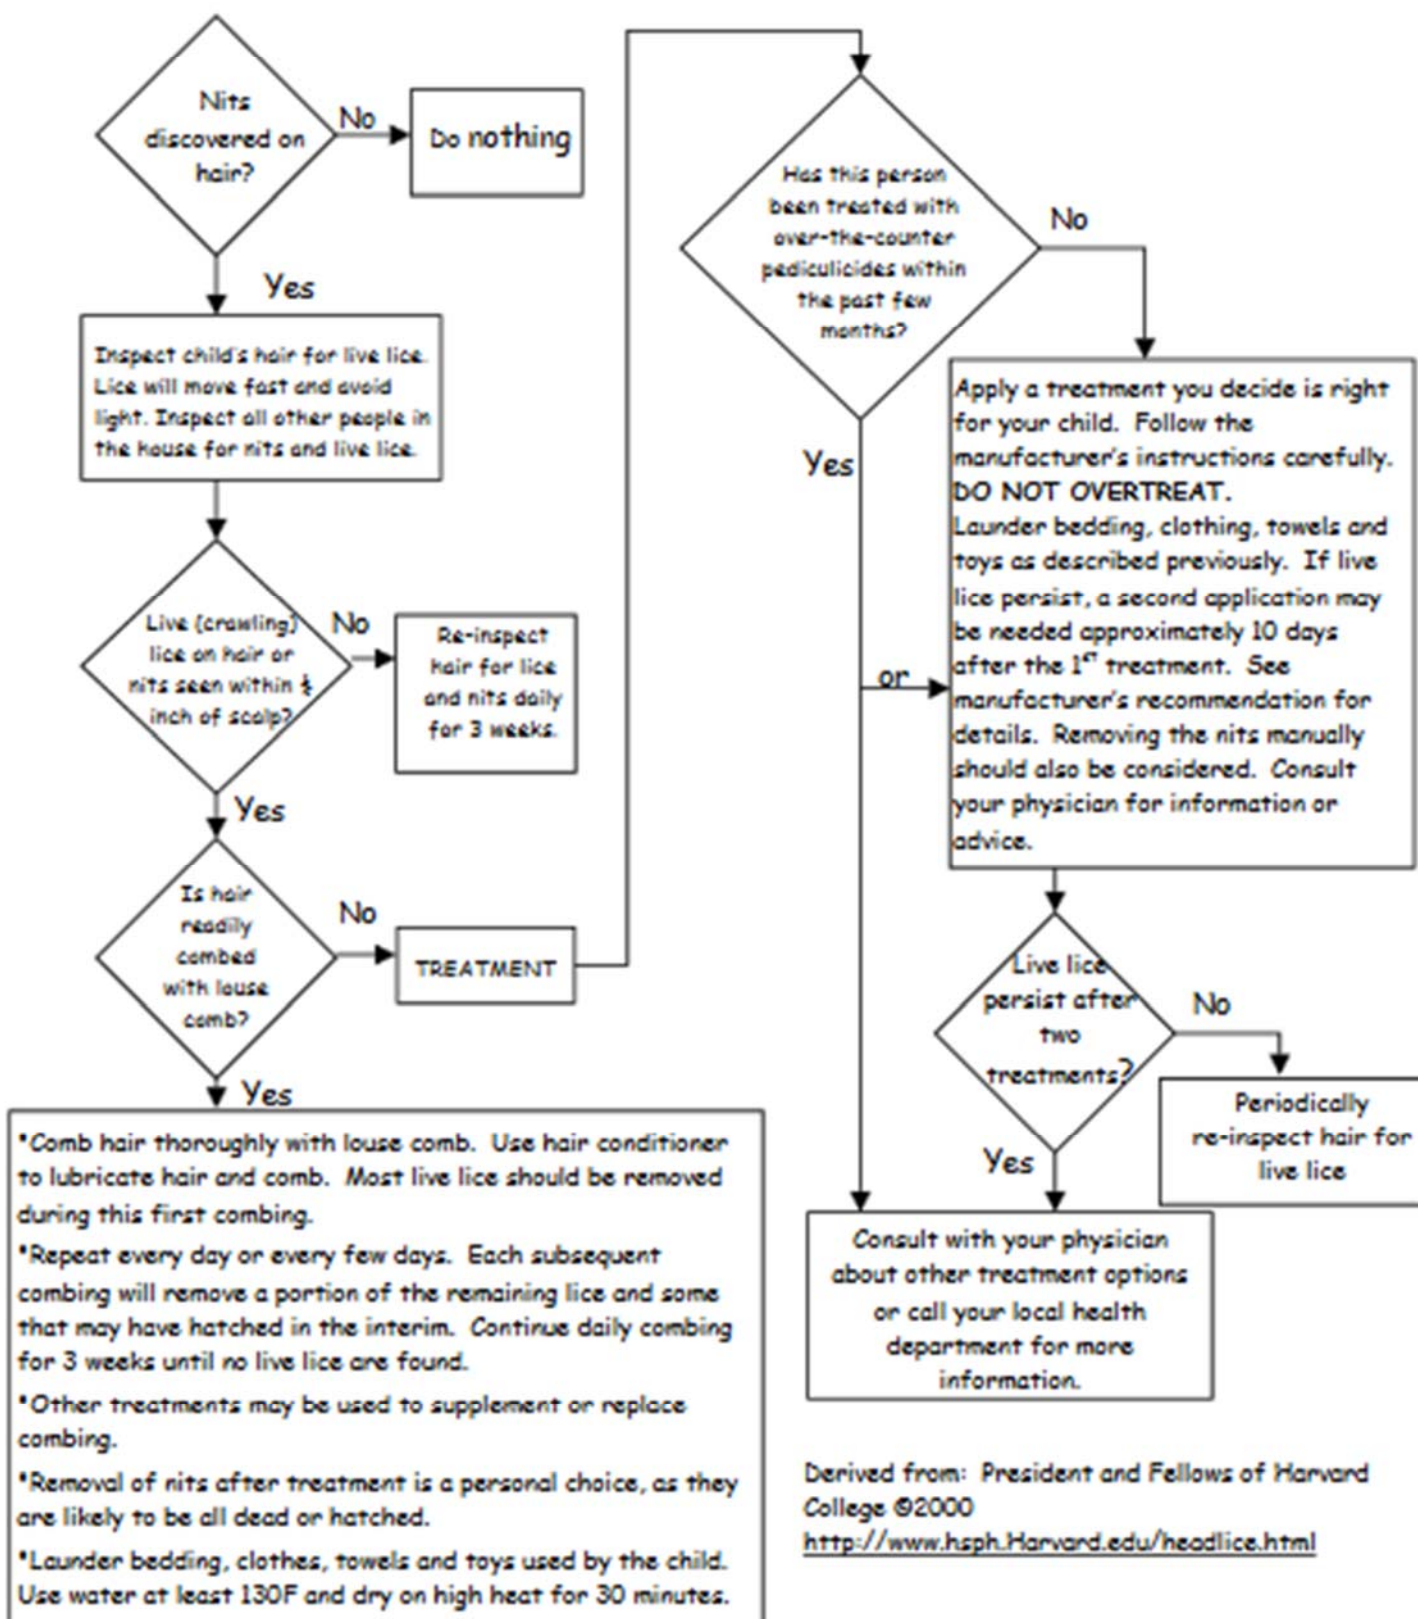 Nits
discovered on
hair?
No
Do nothing
Yes
Inspect child's hair for live lice.
Lice will move fast and avoid
light. Inspect all other people in
the house for nits and live lice.
Live (crawling)
lice on hair or
nits seen within
inch of scalp?
No
Re-inspect
hair for lice
and nits daily
for 3 weeks.
Yes
Is hair
readily
combed
with louse
comb?
No
TREATMENT
Yes
*Comb hair thoroughly with louse comb. Use hair conditioner
to lubricate hair and comb. Most live lice should be removed
during this first combing.
*Repeat every day or every few days. Each subsequent
combing will remove a portion of the remaining lice and some
that may have hatched in the interim. Continue daily combing
for 3 weeks until no live lice are found.
*Other treatments may be used to supplement or replace
combing.
*Removal of nits after treatment is a personal choice, as they
are likely to be all dead or hatched.
*Launder bedding, clothes, towels and toys used by the child.
Use water at least 130F and dry on high heat for 30 minutes.
Has this person
been treated with
over-the-counter
pediculicides within
the past few
months?
No
Yes
or
Apply a treatment you decide is right
for your child. Follow the
manufacturer's instructions carefully.
DO NOT OVERTREAT.
Launder bedding, clothing, towels and
toys as described previously. If live
lice persist, a second application may
be needed approximately 10 days
after the 1st treatment. See
manufacturer's recommendation for
details. Removing the nits manually
should also be considered. Consult
your physician for information or
advice.
Live lice
persist after
two
treatments?
No
Periodically
re-inspect hair for
live lice
Yes
Consult with your physician
about other treatment options
or call your local health
department for more
information.
Derived from: President and Fellows of Harvard
College ©2000
http://www.hsph.Harvard.edu/headlice.html